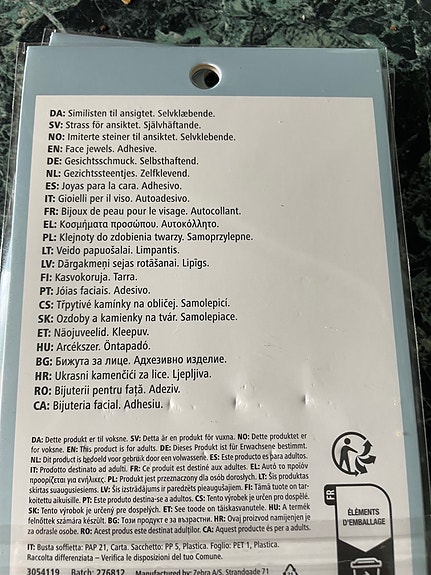 DA: Similisten til ansigtet. Selvklæbende.
SV: Strass för ansiktet. Självhäftande.
NO: Imiterte steiner til ansiktet. Selvklebende.
EN: Face jewels. Adhesive.
DE: Gesichtsschmuck. Selbsthaftend.
NL: Gezichtssteentjes. Zelfklevend.
ES: Joyas para la cara. Adhesivo.
IT: Gioielli per il viso. Autoadesivo.
FR: Bijoux de peau pour le visage. Autocollant.
EL: Κοσμήματα προσώπου. Αυτοκόλλητο.
PL: Klejnoty do zdobienia twarzy. Samoprzylepne.
LT: Veido papuošalai. Limpantis.
LV: Dārgakmeņi sejas rotāšanai. Lipīgs.
FI: Kasvokoruja. Tarra.
PT: Jóias faciais. Adesivo.
CS: Třpytivé kamínky na obličej. Samolepicí.
SK: Ozdoby a kamienky na tvár. Samolepiace.
ET: Näojuveelid. Kleepuv.
HU: Arcékszer. Öntapadó.
BG: Бижута за лице. Адхезивно изделие.
HR: Ukrasni kamenčići za lice. Ljepljiva.
RO: Bijuterii pentru față. Adeziv.
CA: Bijuteria facial. Adhesiu.
DA: Dette produkt er til voksne. SV: Detta är en produkt för vuxna. NO: Dette produktet er
for voksne. EN: This product is for adults. DE: Dieses Produkt ist für Erwachsene bestimmt.
NL: Dit product is bedoeld voor gebruik door een volwassene. ES: Este producto es para adultos.
IT: Prodotto destinato ad adulti. FR: Ce produit est destiné aux adultes. EL: Αυτό το προϊόν
προορίζεται για ενηλίκους. PL: Produkt jest przeznaczony dla osób dorosłych. LT: Šis produktas
skirtas suaugusiesiems. LV: Šis izstrādājums ir paredzēts pieaugušajiem. FI: Tämä tuote on tar-
koitettu aikuisille. PT: Este produto destina-se a adultos. CS: Tento výrobek je určen pro dospělé.
SK: Tento výrobok je určený pre dospelých. ET: See toode on täiskasvanutele. HU: A termék
felnőttek számára készült. BG: Този продукт е за възрастни. HR: Ovaj proizvod namijenjen je
za odrasle osobe. RO: Acest produs este destinat adulților. CA: Aquest producte és per a adults.
IT: Busta soffietto: PAP 21, Carta. Sacchetto: PP 5, Plastica. Foglio: PET 1, Plastica.
Raccolta differenziata – Verifica le disposizioni del tuo Comune.
3054119 Batch: 276812 Manufactured by: Zebra A/S, Strandgade 71
FR
ÉLÉMENTS
D'EMBALLAGE